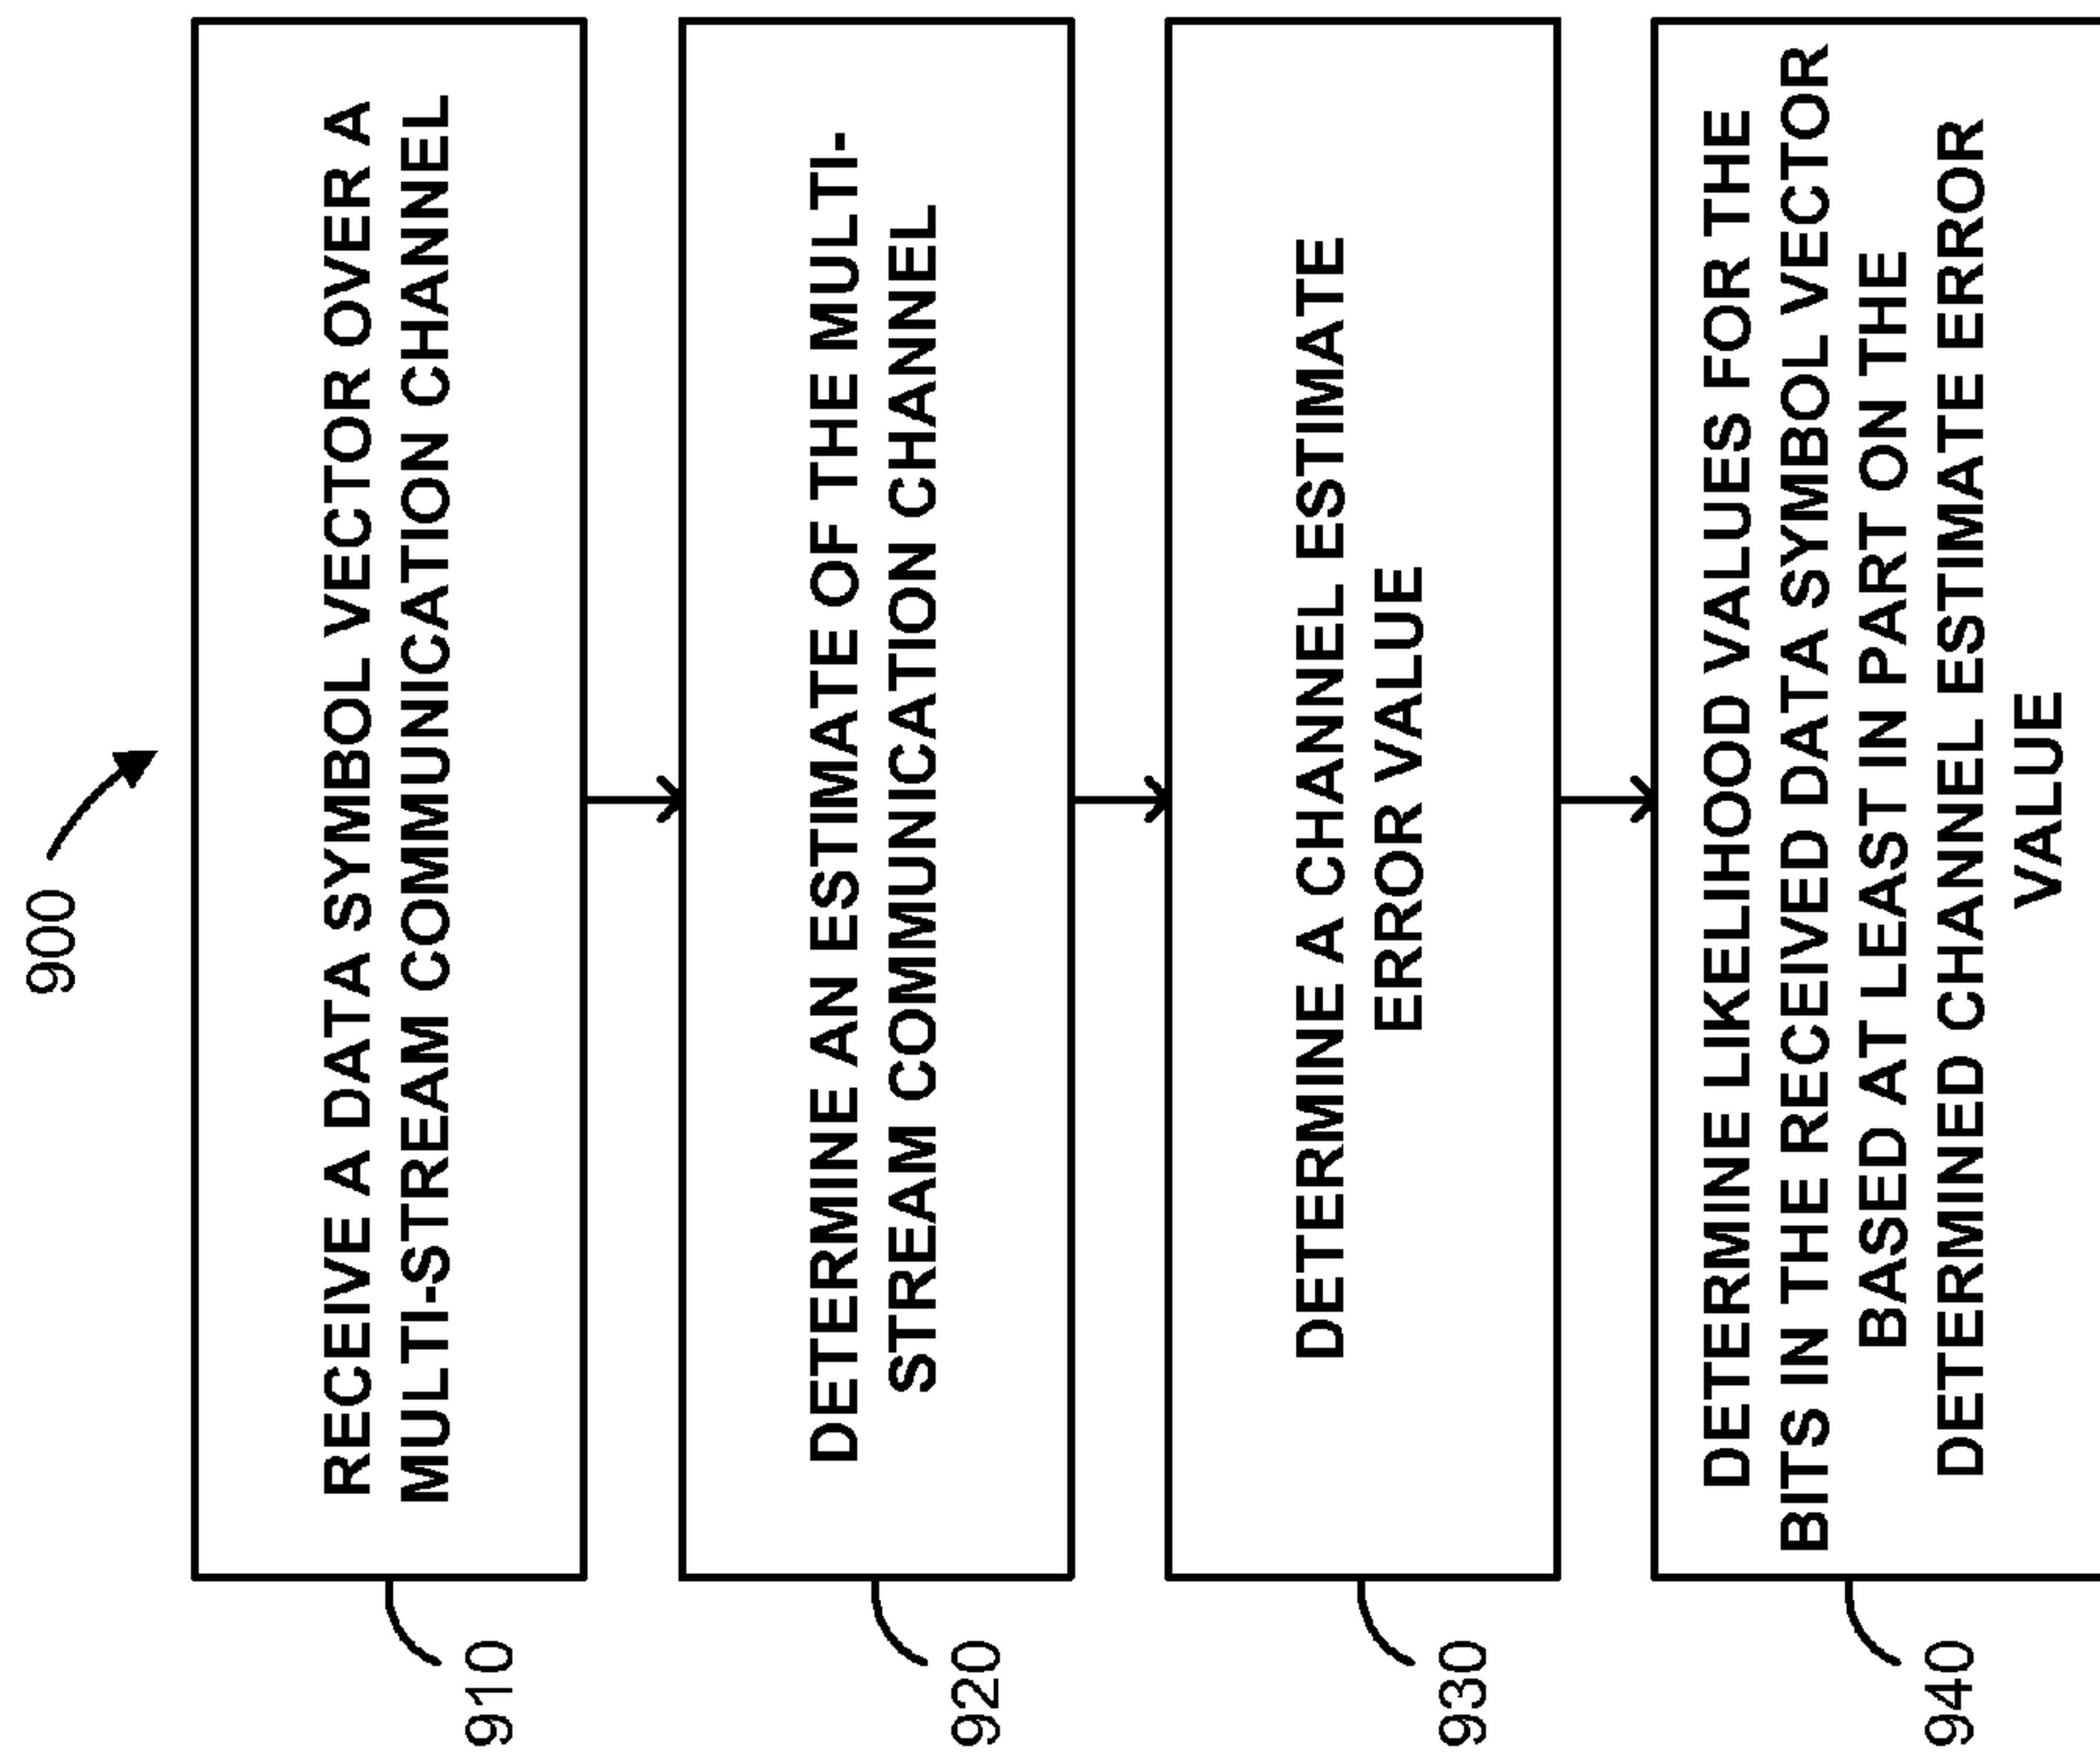 900
RECEIVE A DATA SYMBOL VECTOR OVER A
MULTI-STREAM COMMUNICATION CHANNEL
910
DETERMINE AN ESTIMATE OF THE MULTI-
STREAM COMMUNICATION CHANNEL
920
DETERMINE A CHANNEL ESTIMATE
ERROR VALUE
930
DETERMINE LIKELIHOOD VALUES FOR THE
BITS IN THE RECEIVED DATA SYMBOL VECTOR
BASED AT LEAST IN PART ON THE
DETERMINED CHANNEL ESTIMATE ERROR
VALUE
940